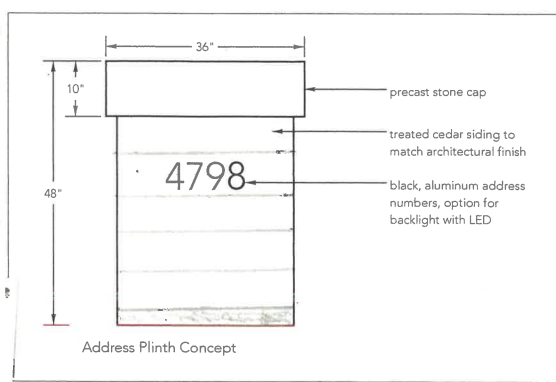 36"
10"
precast stone cap
treated cedar siding to
match architectural finish
4798
48"
black, aluminum address
numbers, option for
backlight with LED
Address Plinth Concept